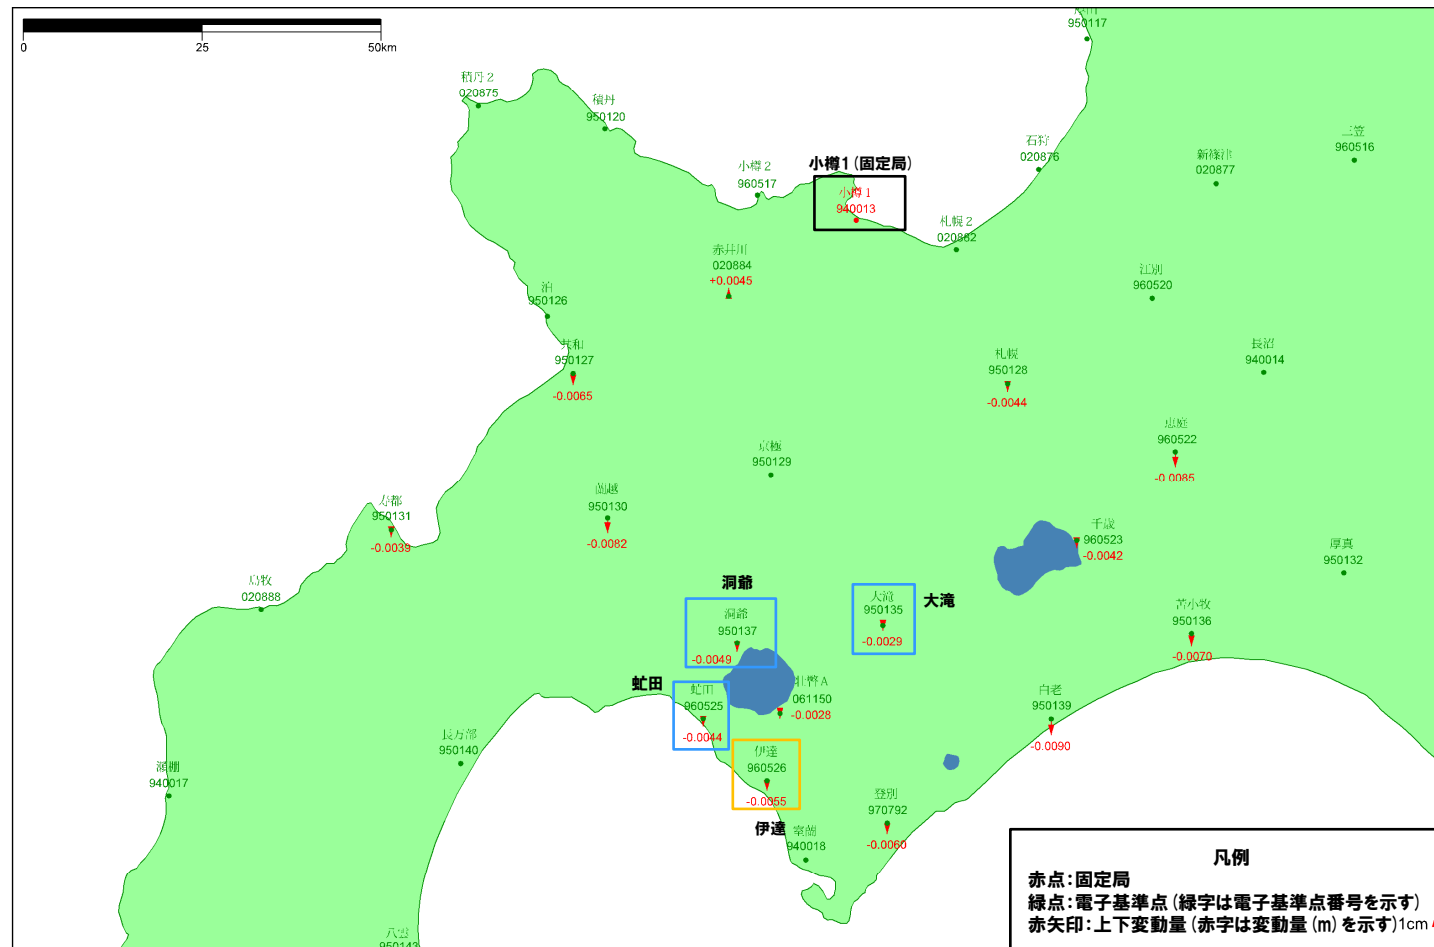 0
25
50km
950117
積丹２
020875
積丹
950120
小樽２
960517
小樽1(固定局)
小樽１
940013
石狩
020876
新篠津
020877
三笠
960516
札幌２
020882
赤井川
020884
+0.0045
江別
960520
泊
950126
共和
950127
-0.0065
札幌
950128
-0.0044
長沼
940014
恵庭
960522
-0.0085
京極
950129
蘭越
950130
-0.0082
寿都
950131
-0.0039
千歳
960523
-0.0042
厚真
950132
島牧
020888
洞爺
洞爺
950137
-0.0049
大滝
950135
-0.0029
大滝
苫小牧
950136
-0.0070
虻田
虻田
960525
-0.0044
壮瞥Ａ
061150
-0.0028
白老
950139
-0.0090
長万部
950140
伊達
960526
-0.0055
伊達
瀬棚
940017
登別
970792
-0.0060
室蘭
940018
八雲
950143
凡例
赤点:固定局
緑点:電子基準点(緑字は電子基準点番号を示す)
赤矢印:上下変動量(赤字は変動量(m)を示す)1cm